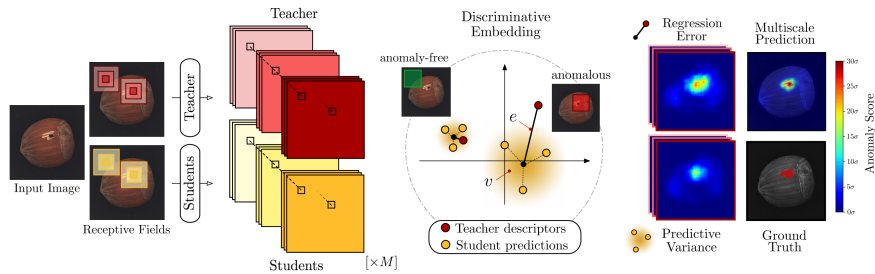 Input Image
Receptive Fields
Teacher
Students
Teacher
Students
[×M]
Discriminative
Embedding
anomaly-free
anomalous
e
v
Teacher descriptors
Student predictions
Regression
Error
Predictive
Variance
Multiscale
Prediction
Ground
Truth
30σ
25σ
20σ
15σ
10σ
5σ
0σ
Anomaly Score